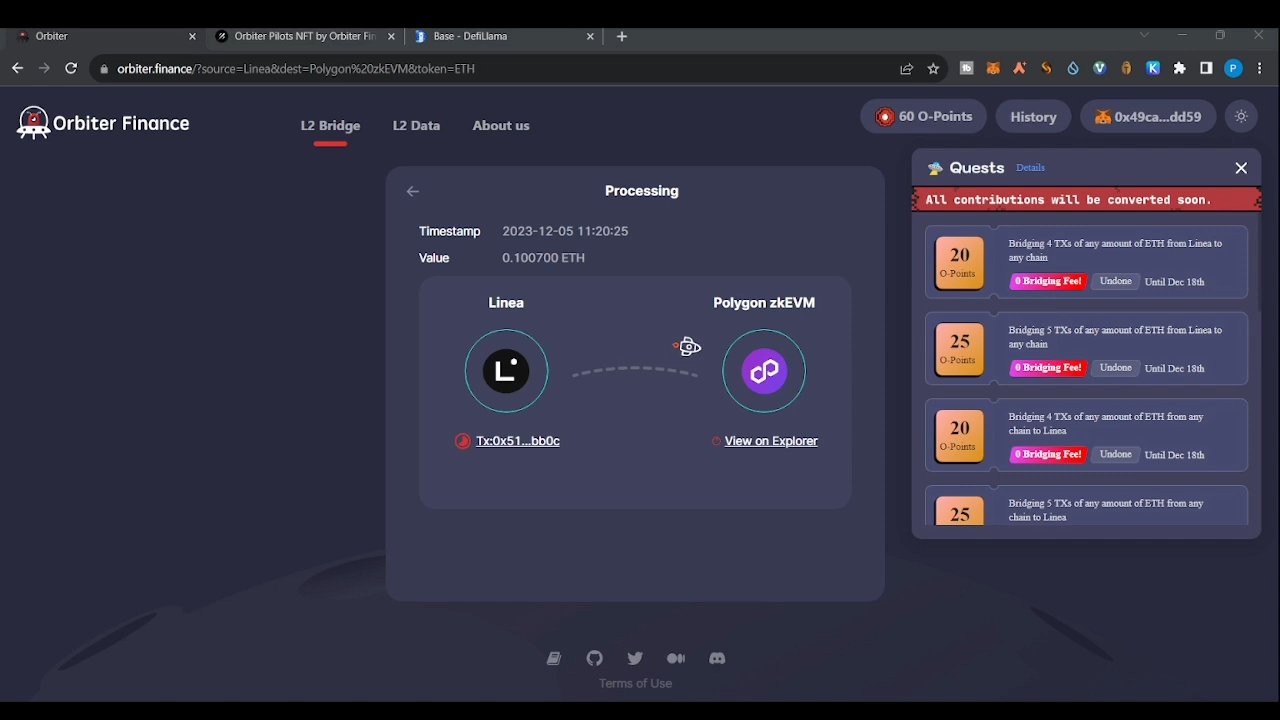 Orbiter
Orbiter Pilots NFT by Orbiter Fin
Base - DefiLlama
orbiter.finance/?source=Linea&dest=Polygon%20zkEVM&token=ETH
Orbiter Finance
L2 Bridge
L2 Data
About us
60 O-Points
History
0x49ca...dd59
Processing
Timestamp 2023-12-05 11:20:25
Value 0.100700 ETH
Linea
Polygon zkEVM
Tx:0x51...bb0c
View on Explorer
Quests Details
All contributions will be converted soon.
20
O-Points
Bridging 4 TXs of any amount of ETH from Linea to
any chain
0 Bridging Fee! Undone Until Dec 18th
25
O-Points
Bridging 5 TXs of any amount of ETH from Linea to
any chain
0 Bridging Fee! Undone Until Dec 18th
20
O-Points
Bridging 4 TXs of any amount of ETH from any
chain to Linea
0 Bridging Fee! Undone Until Dec 18th
25
Bridging 5 TXs of any amount of ETH from any
chain to Linea
Terms of Use